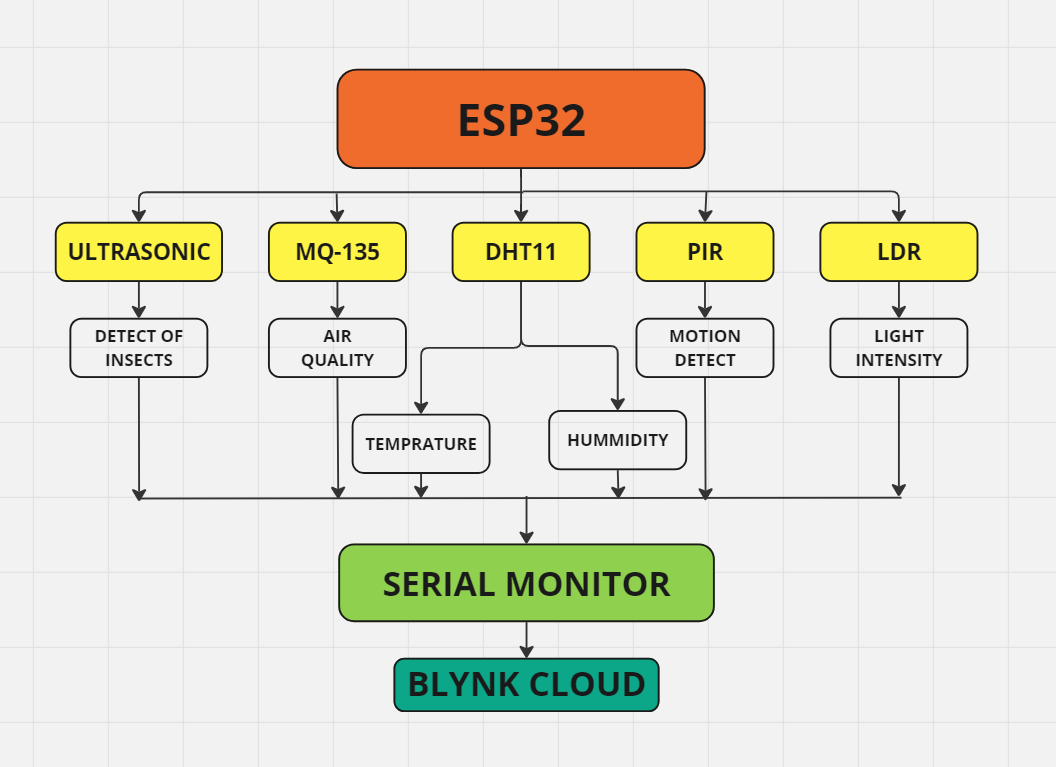 ESP32
ULTRASONIC
MQ-135
DHT11
PIR
LDR
DETECT OF
INSECTS
AIR
QUALITY
MOTION
DETECT
LIGHT
INTENSITY
TEMPRATURE
HUMMIDITY
SERIAL MONITOR
BLYNK CLOUD